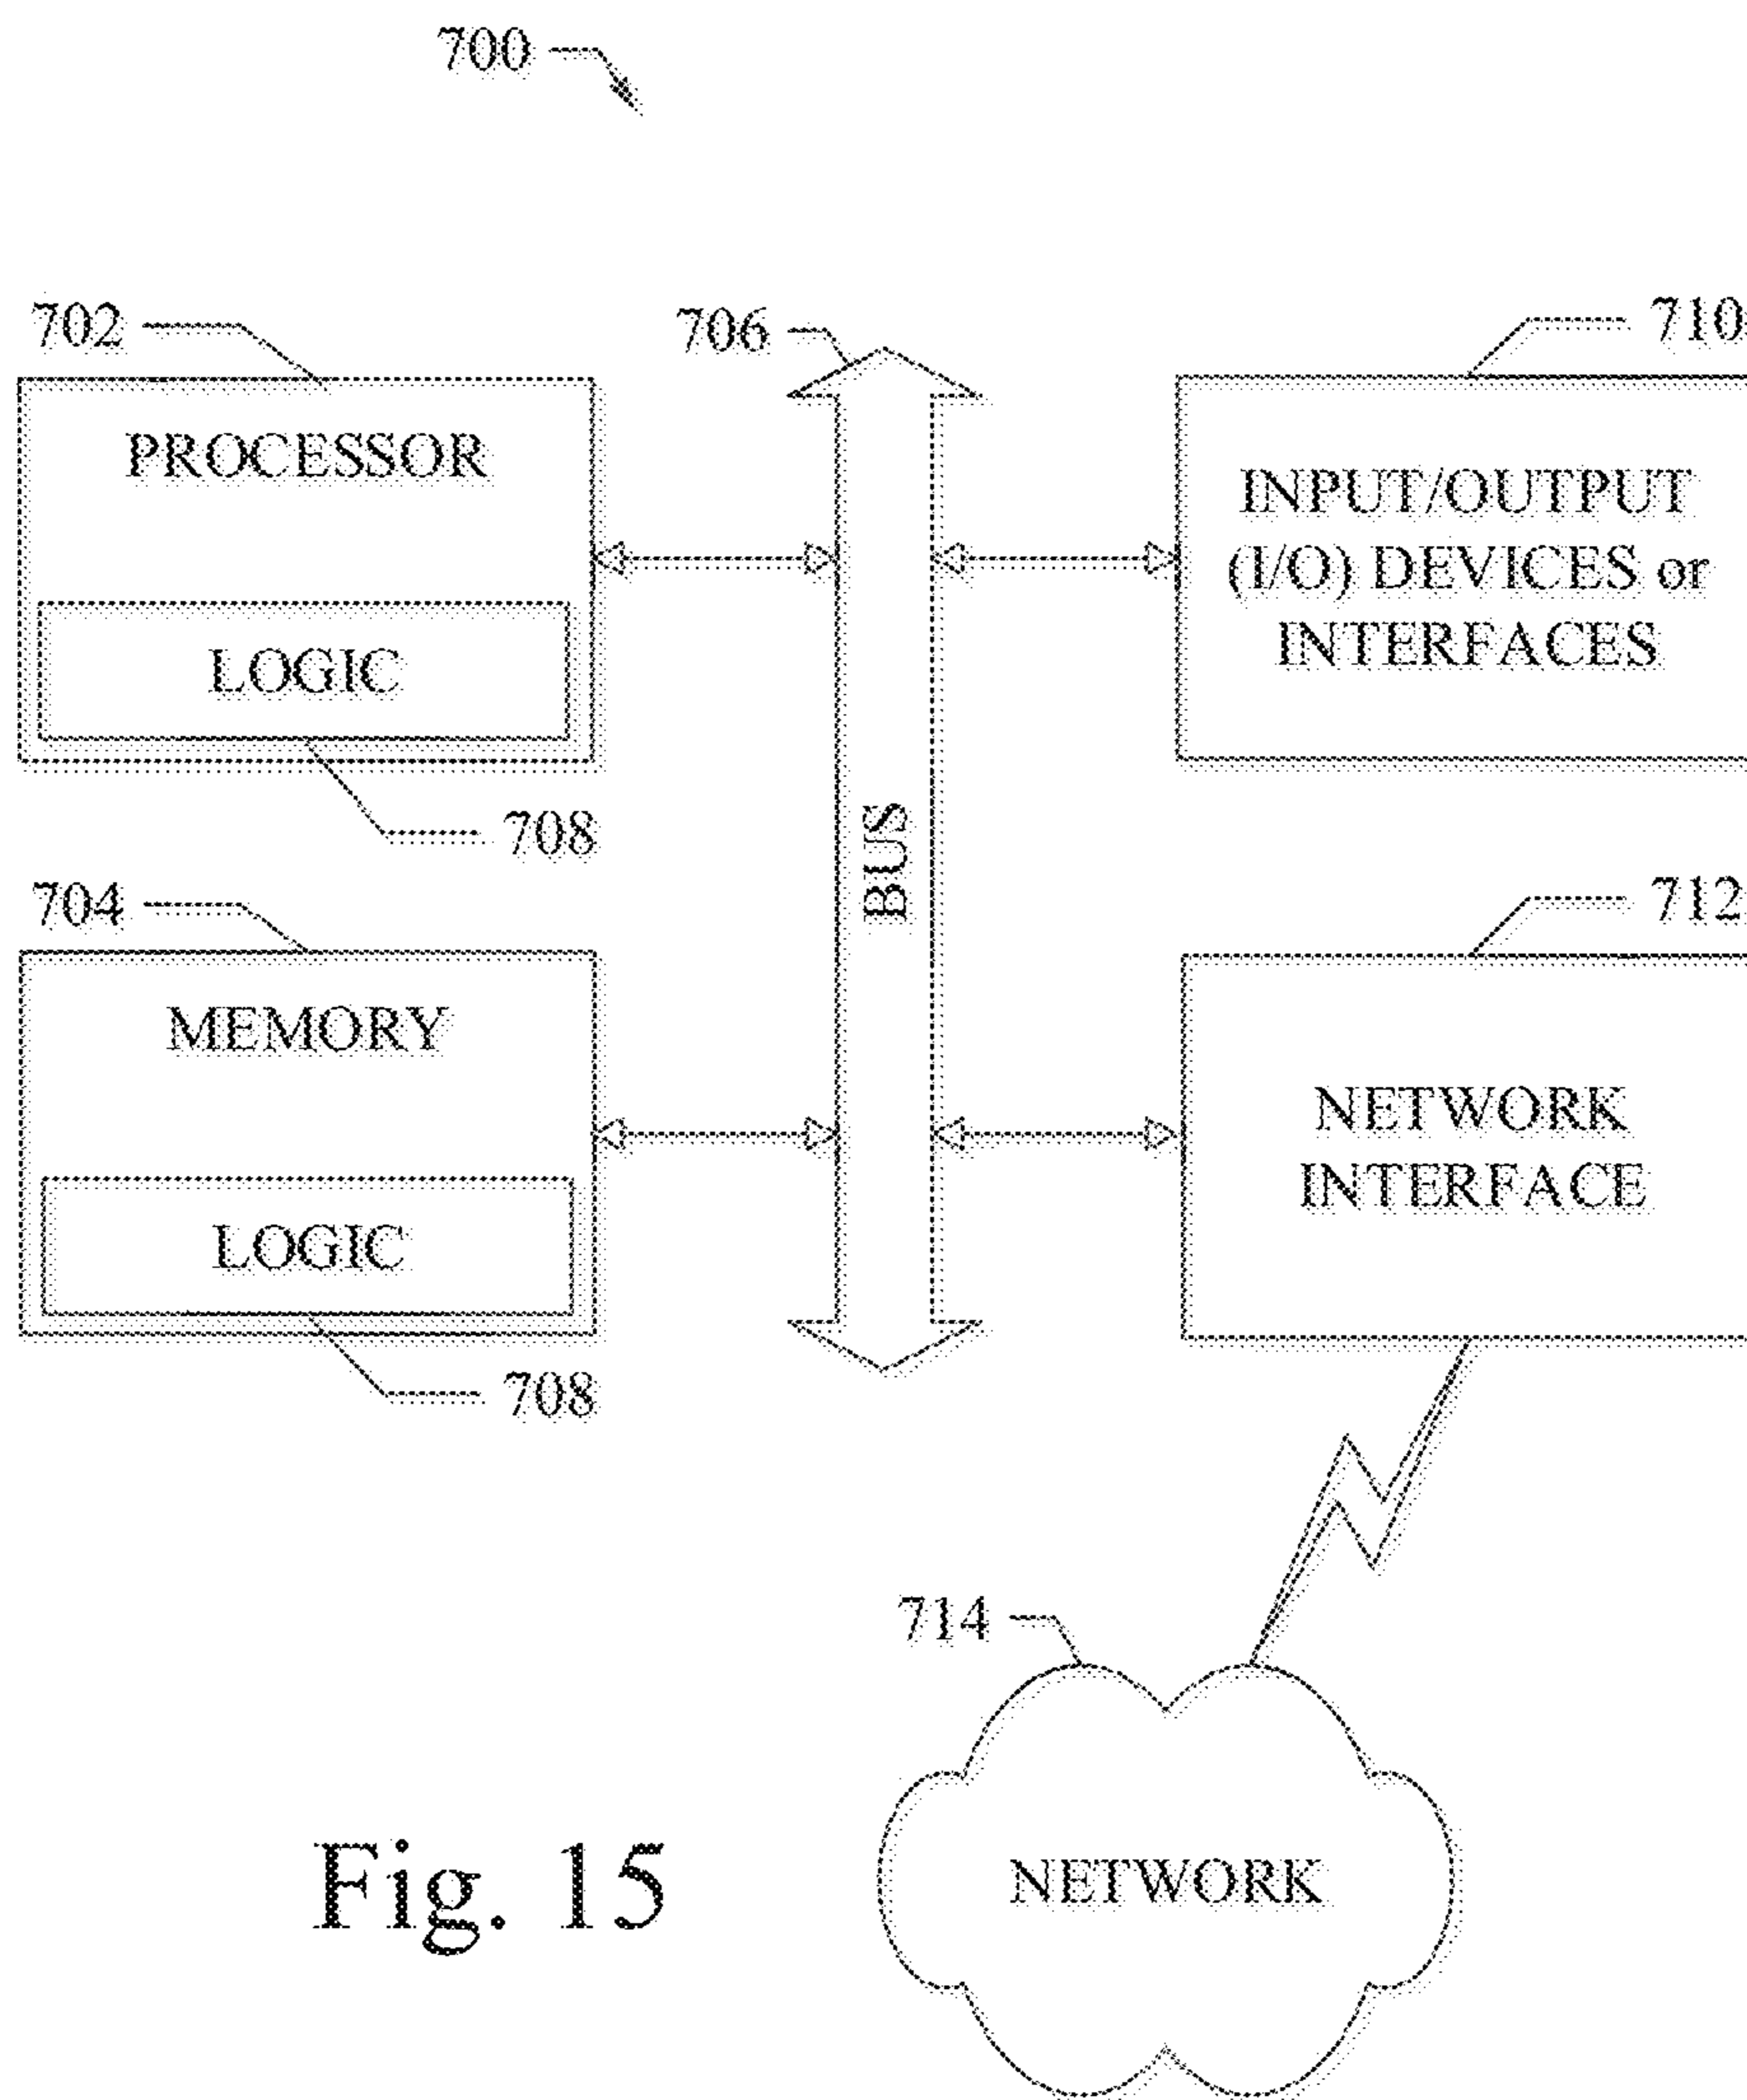 700
702
706
710
PROCESSOR
LOGIC
708
INPUT/OUTPUT
(I/O) DEVICES or
INTERFACES
BUS
704
712
MEMORY
LOGIC
708
NETWORK
INTERFACE
714
NETWORK
Fig. 15